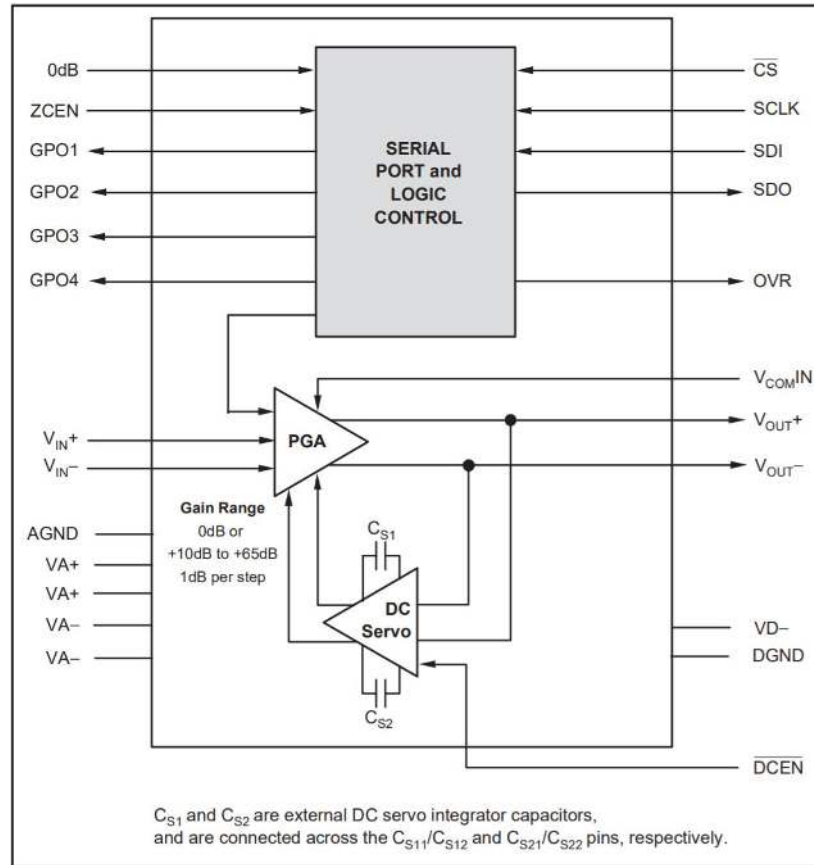 0dB
ZCEN
GPO1
GPO2
GPO3
GPO4
SERIAL
PORT and
LOGIC
CONTROL
CS
SCLK
SDI
SDO
OVR
VCOMIN
VOUT+
VOUT–
VIN+
VIN–
PGA
Gain Range
0dB or
+10dB to +65dB
1dB per step
AGND
VA+
VA+
VA–
VA–
CS1
DC
Servo
CS2
VD–
DGND
DCEN
CS1 and CS2 are external DC servo integrator capacitors,
and are connected across the CS11/CS12 and CS21/CS22 pins, respectively.